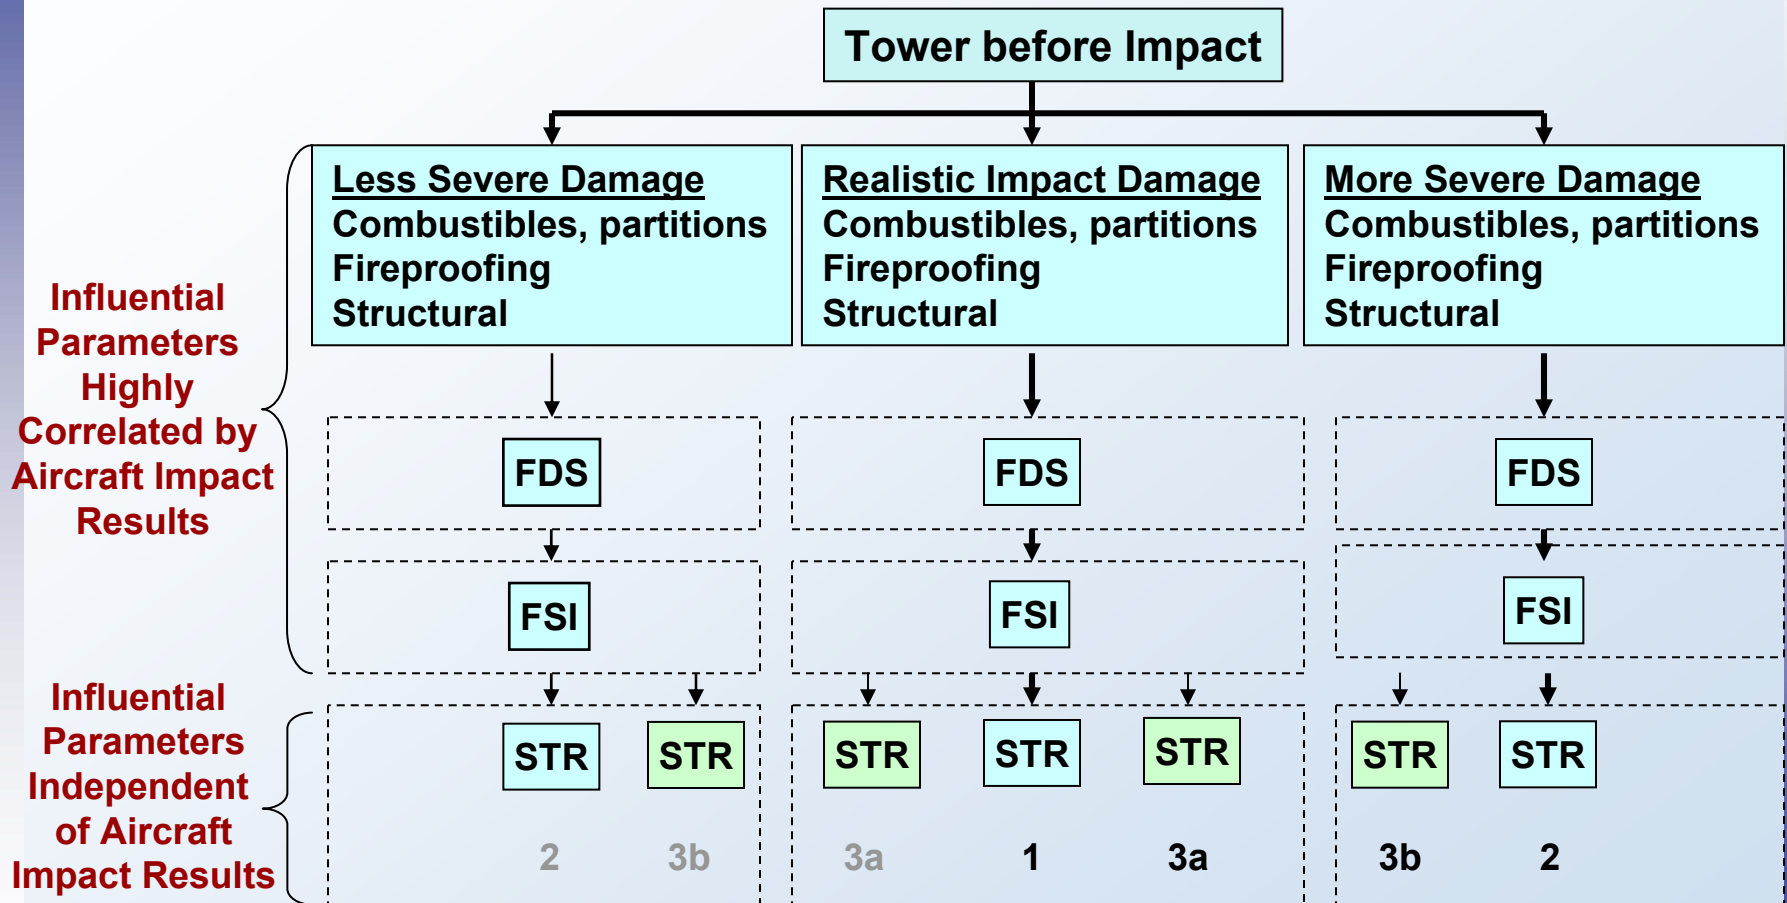 Tower before Impact
Less Severe Damage
Combustibles, partitions
Fireproofing
Structural
Realistic Impact Damage
Combustibles, partitions
Fireproofing
Structural
More Severe Damage
Combustibles, partitions
Fireproofing
Structural
Influential
Parameters
Highly
Correlated by
Aircraft Impact
Results
FDS
FDS
FDS
FSI
FSI
FSI
Influential
Parameters
Independent
of Aircraft
Impact Results
STR
STR
STR
STR
STR
STR
STR
2
3b
3a
1
3a
3b
2